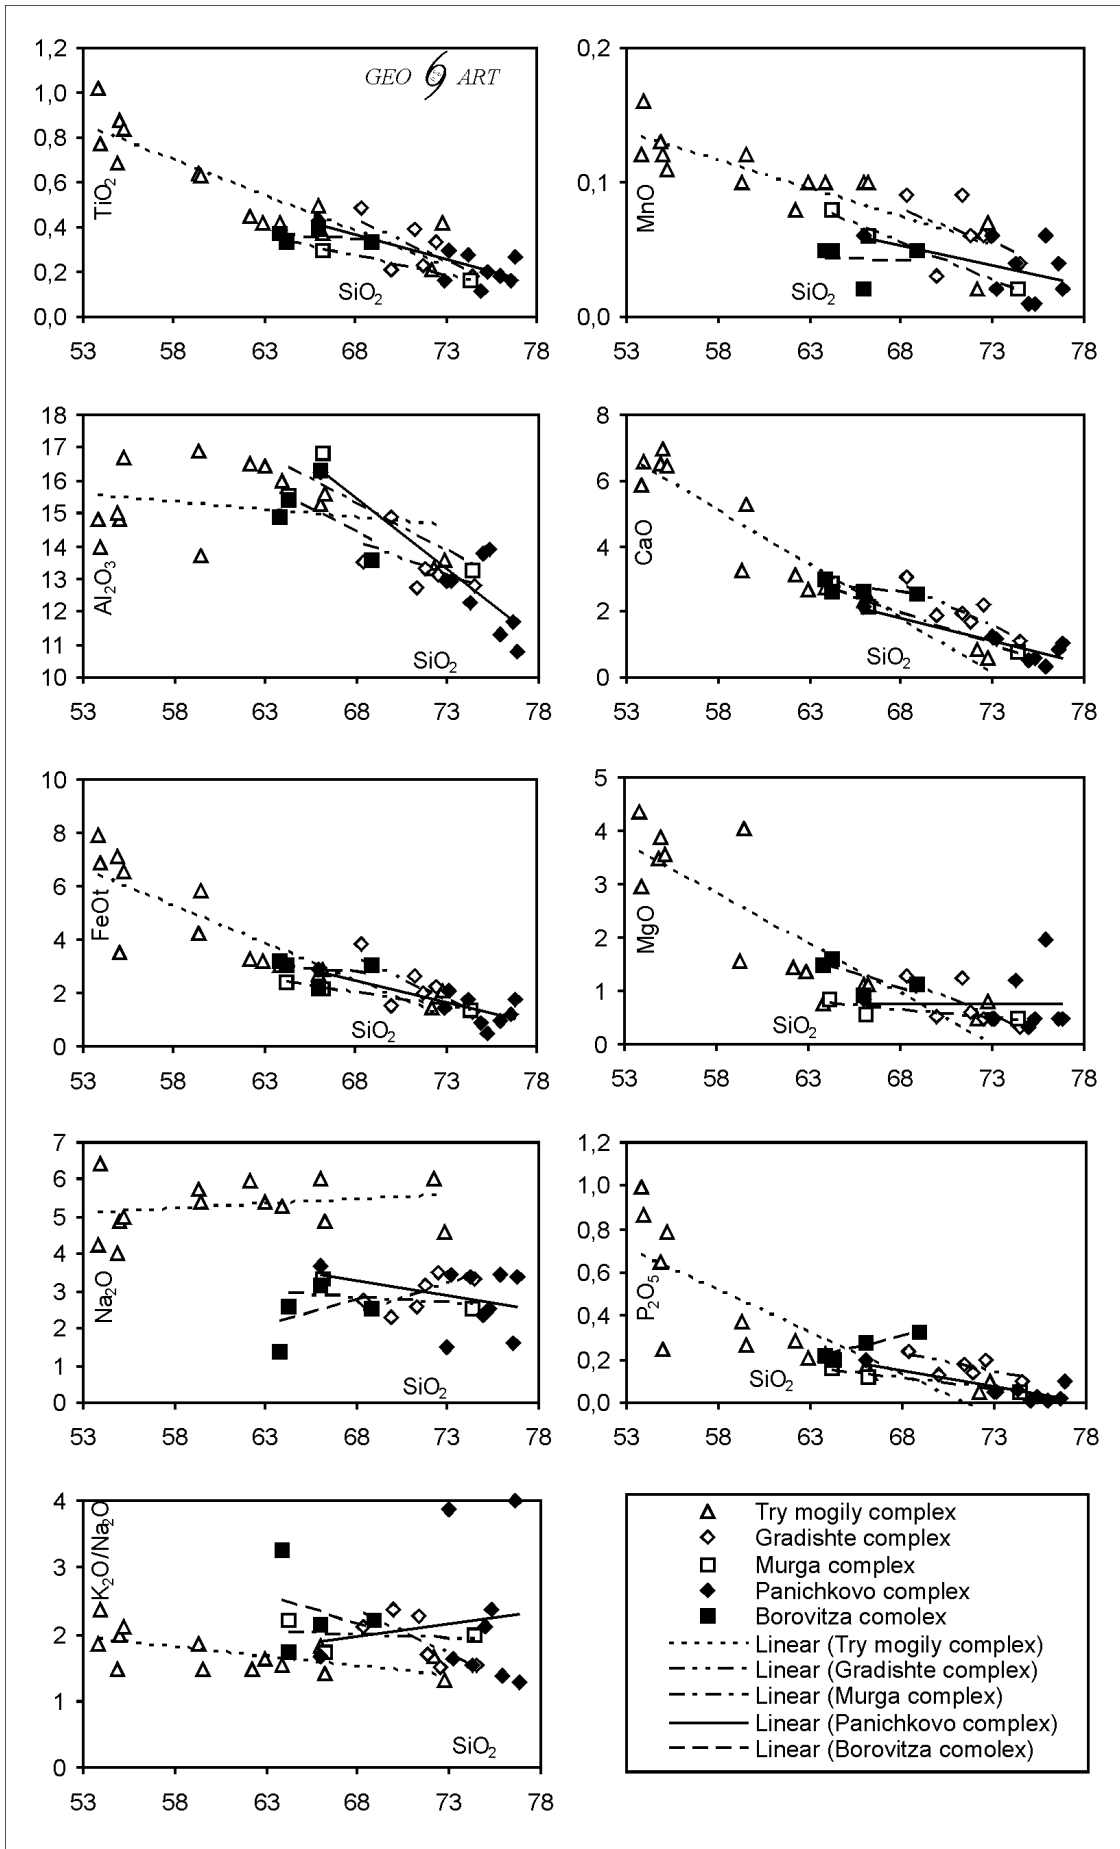 1,2
1,0
0,8
0,6
0,4
0,2
0,0
TiO2
GEO ART
SiO2
53 58 63 68 73 78
0,2
0,1
0,0
MnO
SiO2
53 58 63 68 73 78
18
17
16
15
14
13
12
11
10
Al2O3
SiO2
53 58 63 68 73 78
8
6
4
2
0
CaO
SiO2
53 58 63 68 73 78
10
8
6
4
2
0
FeOt
SiO2
53 58 63 68 73 78
5
4
3
2
1
0
MgO
SiO2
53 58 63 68 73 78
7
6
5
4
3
2
1
0
Na2O
SiO2
53 58 63 68 73 78
1,2
1,0
0,8
0,6
0,4
0,2
0,0
P2O5
SiO2
53 58 63 68 73 78
4
3
2
1
0
K2O/Na2O
SiO2
53 58 63 68 73 78
Try mogily complex
Gradishte complex
Murga complex
Panichkovo complex
Borovitza comolex
Linear (Try mogily complex)
Linear (Gradishte complex)
Linear (Murga complex)
Linear (Panichkovo complex)
Linear (Borovitza comolex)